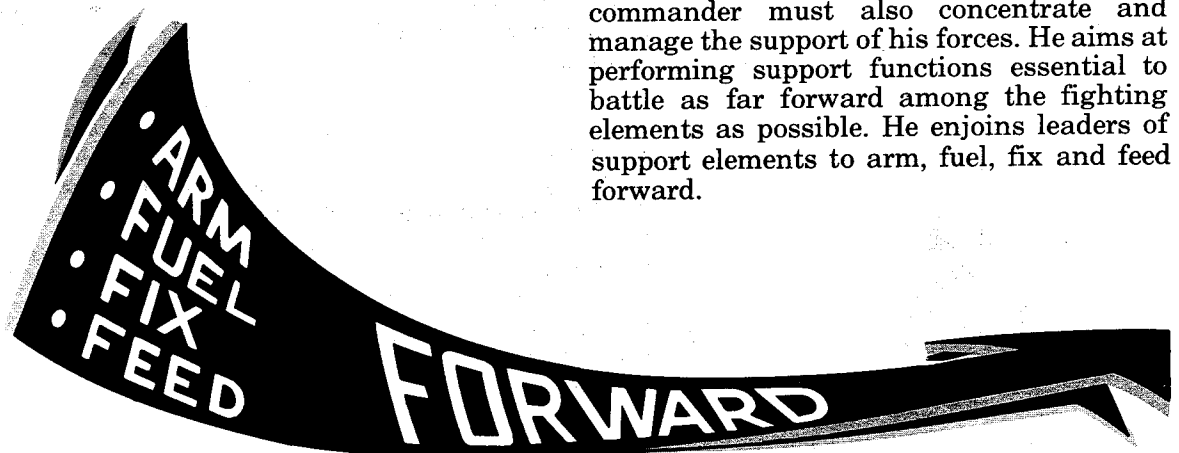 commander must also concentrate and
manage the support of his forces. He aims at
performing support functions essential to
battle as far forward among the fighting
elements as possible. He enjoins leaders of
support elements to arm, fuel, fix and feed
forward.
• ARM
• FUEL
• FIX
• FEED
FORWARD